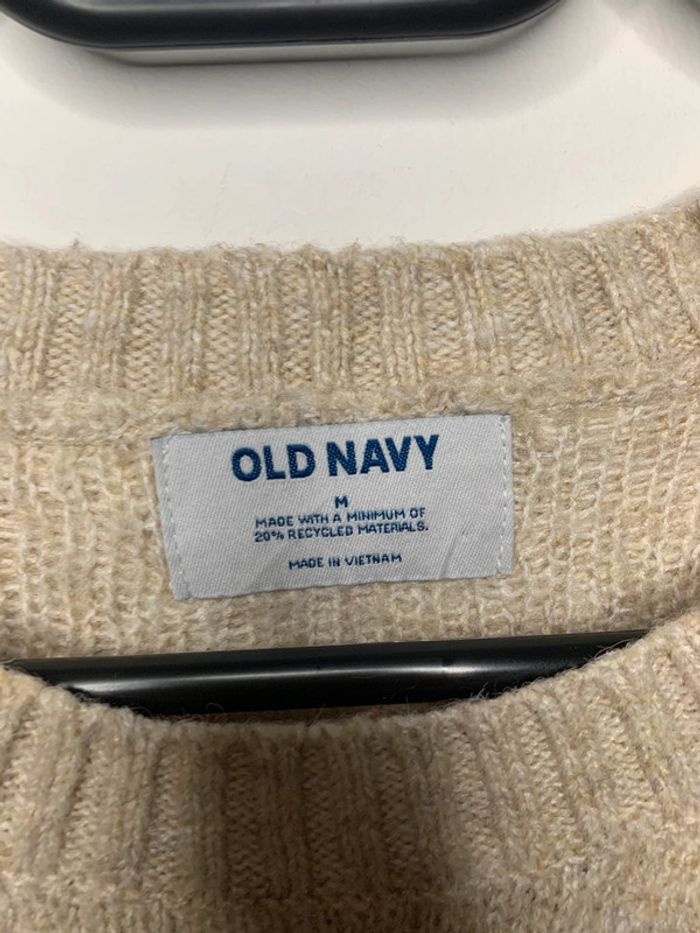 OLD NAVY
M
MADE WITH A MINIMUM OF
20% RECYCLED MATERIALS.
MADE IN VIETNAM